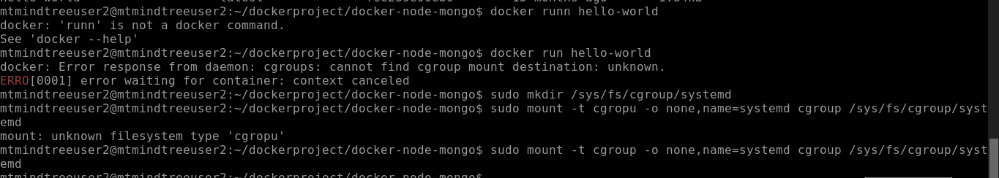 latest
mtmindtreeuser2@mtmindtreeuser2:~/dockerproject/docker-node-mongo$ docker runn hello-world
docker: 'runn' is not a docker command.
See 'docker --help'
mtmindtreeuser2@mtmindtreeuser2:~/dockerproject/docker-node-mongo$ docker run hello-world
docker: Error response from daemon: cgroups: cannot find cgroup mount destination: unknown.
ERRO[0001] error waiting for container: context canceled
mtmindtreeuser2@mtmindtreeuser2:~/dockerproject/docker-node-mongo$ sudo mkdir /sys/fs/cgroup/systemd
mtmindtreeuser2@mtmindtreeuser2:~/dockerproject/docker-node-mongo$ sudo mount -t cgropu -o none,name=systemd cgroup /sys/fs/cgroup/syst
emd
mount: unknown filesystem type 'cgropu'
mtmindtreeuser2@mtmindtreeuser2:~/dockerproject/docker-node-mongo$ sudo mount -t cgroup -o none,name=systemd cgroup /sys/fs/cgroup/syst
emd
mtmindtreeuser2@mtmindtreeuser2:~/dockerproject/docker-node-mongo$